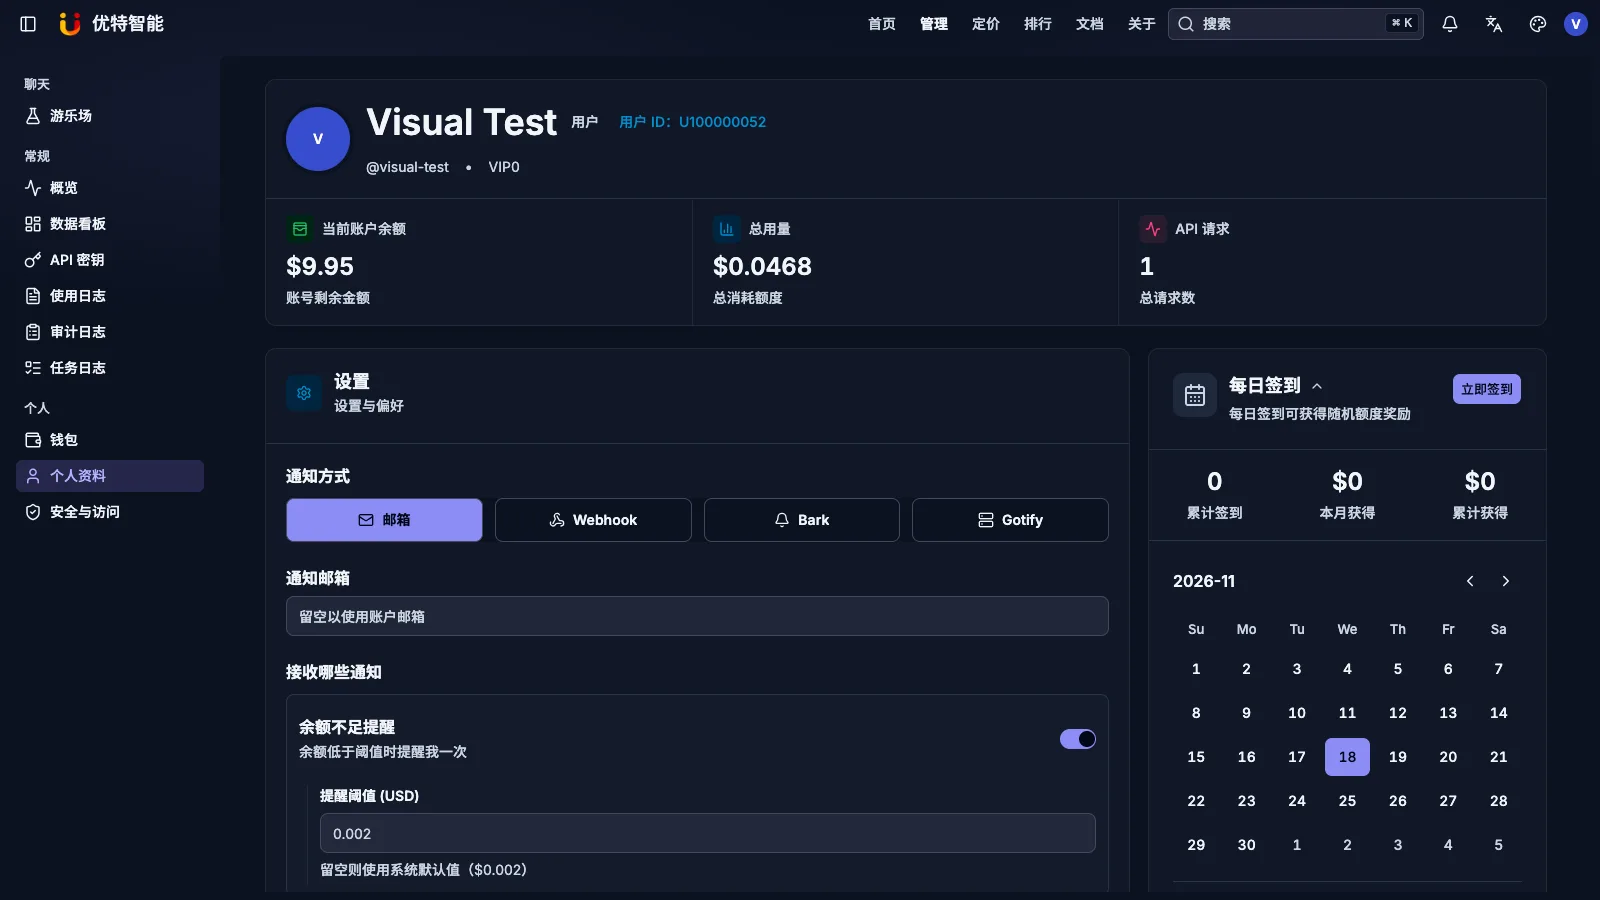 优特智能
首页 管理 定价 排行 文档 关于 搜索 ⌘ K V
聊天
游乐场
常规
概览
数据看板
API 密钥
使用日志
审计日志
任务日志
个人
钱包
个人资料
安全与访问
V
Visual Test 用户 用户 ID：U100000052
@visual-test • VIP0
当前账户余额
$9.95
账号剩余金额
总用量
$0.0468
总消耗额度
API 请求
1
总请求数
设置
设置与偏好
通知方式
邮箱 Webhook Bark Gotify
通知邮箱
留空以使用账户邮箱
接收哪些通知
余额不足提醒
余额低于阈值时提醒我一次
提醒阈值 (USD)
0.002
留空则使用系统默认值（$0.002）
每日签到
立即签到
每日签到可获得随机额度奖励
0 $0 $0
累计签到 本月获得 累计获得
2026-11
Su Mo Tu We Th Fr Sa
1 2 3 4 5 6 7
8 9 10 11 12 13 14
15 16 17 18 19 20 21
22 23 24 25 26 27 28
29 30 1 2 3 4 5